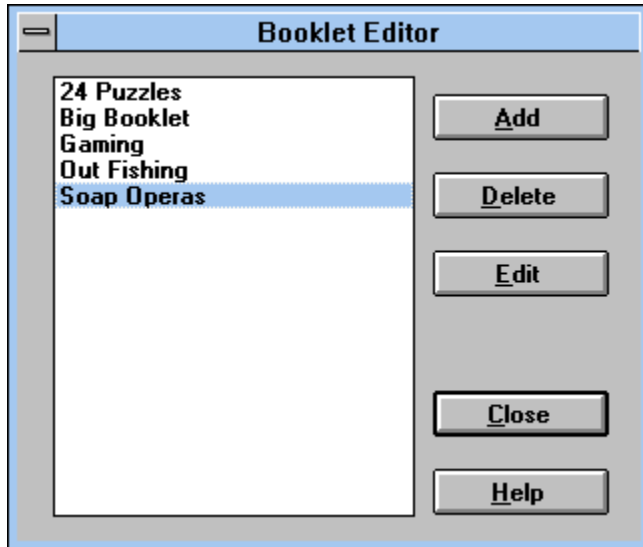 Booklet Editor
24 Puzzles
Big Booklet
Gaming
Out Fishing
Soap Operas
Add
Delete
Edit
Close
Help